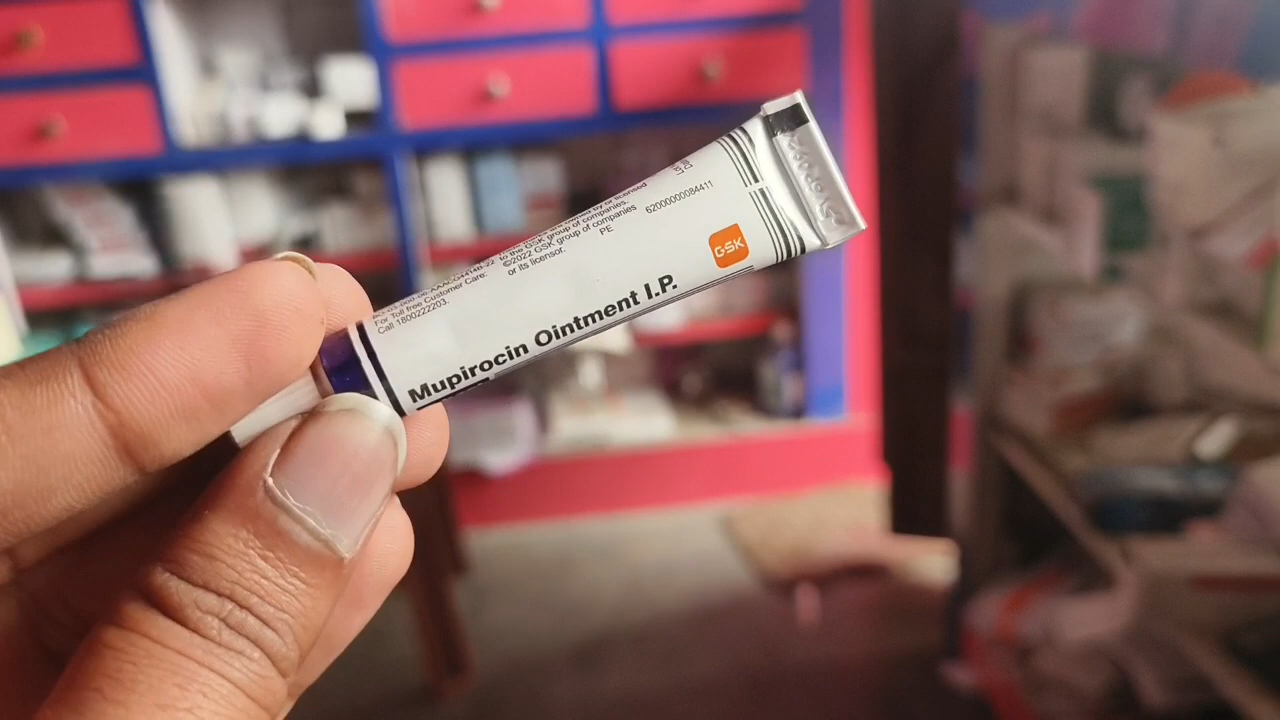 to the GSK group of companies.
©2022 GSK group of companies
or its licensor.
PE
6200000084411
For Toll free Customer Care:
Call 1800222203.
GSK
Mupirocin Ointment I.P.